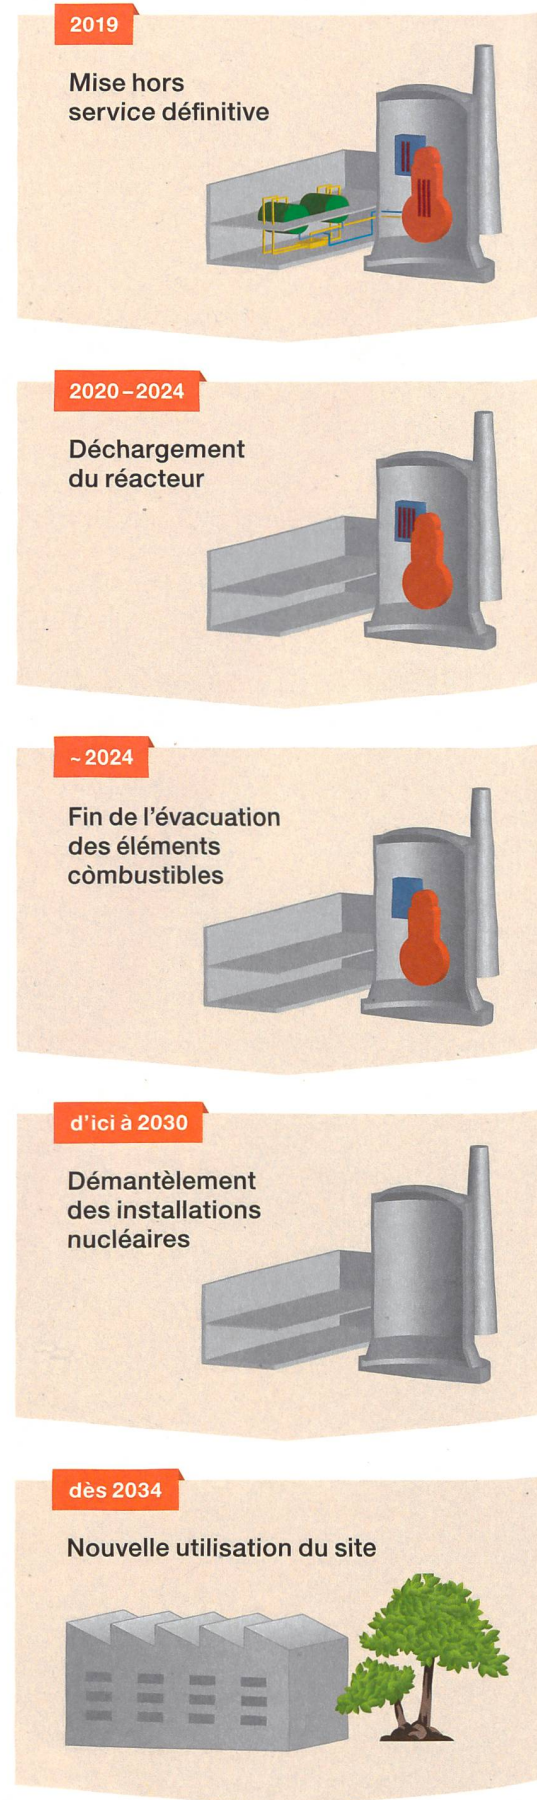 2019
Mise hors
service définitive
2020–2024
Déchargement
du réacteur
~ 2024
Fin de l'évacuation
des éléments
còmbustibles
d'ici à 2030
Démantèlement
des installations
nucléaires
dès 2034
Nouvelle utilisation du site